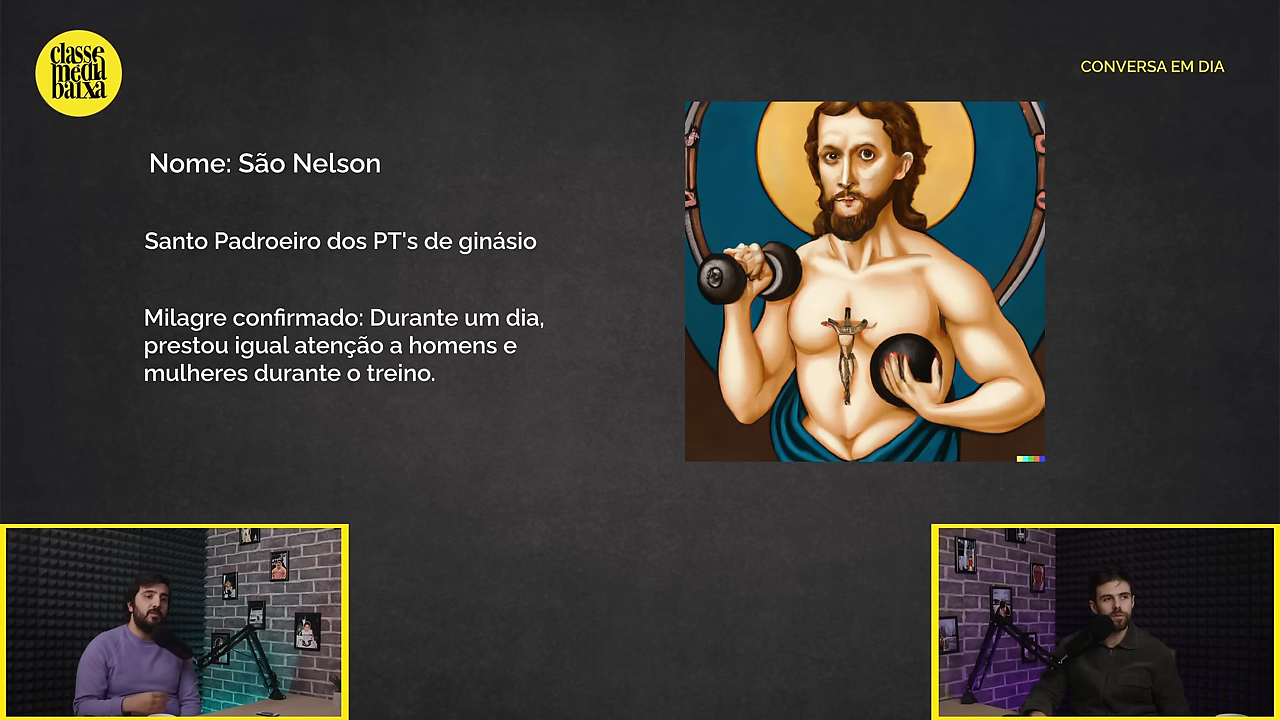 classe
média
baixa
CONVERSA EM DIA
Nome: São Nelson
Santo Padroeiro dos PT's de ginásio
Milagre confirmado: Durante um dia,
prestou igual atenção a homens e
mulheres durante o treino.